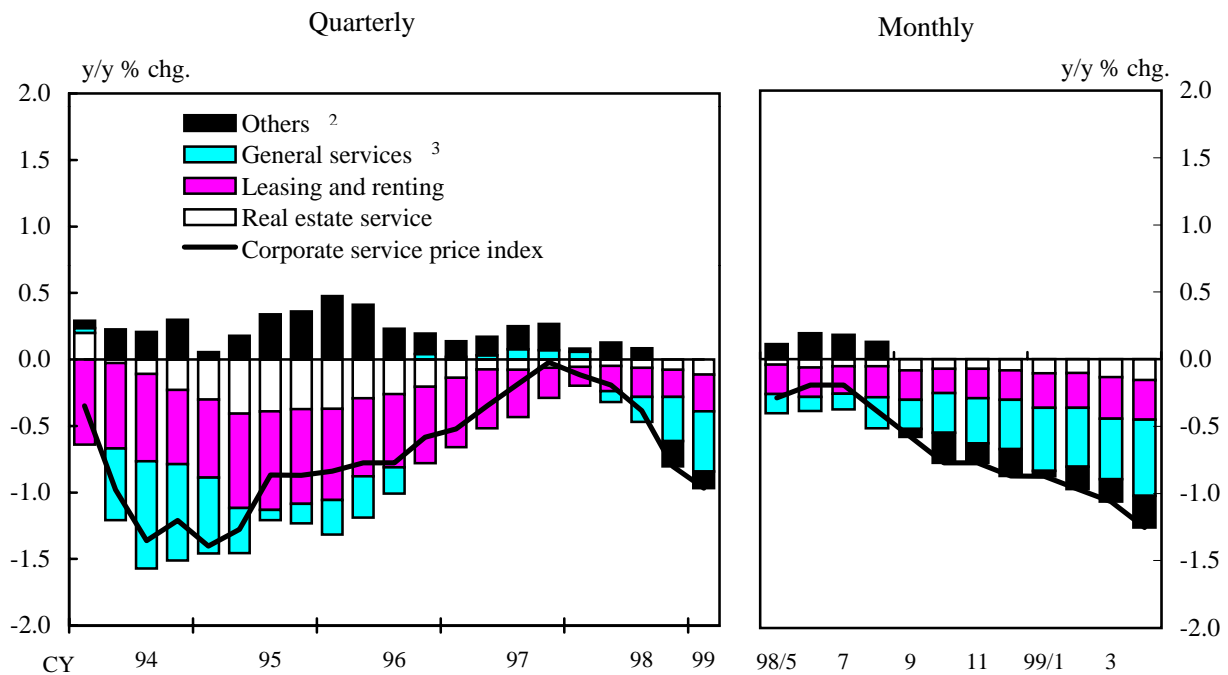 Quarterly
Monthly
y/y % chg.
y/y % chg.
2.0
1.5
1.0
0.5
0.0
-0.5
-1.0
-1.5
-2.0
Others 2
General services 3
Leasing and renting
Real estate service
Corporate service price index
2.0
1.5
1.0
0.5
0.0
-0.5
-1.0
-1.5
-2.0
CY 94 95 96 97 98 99
98/5 7 9 11 99/1 3